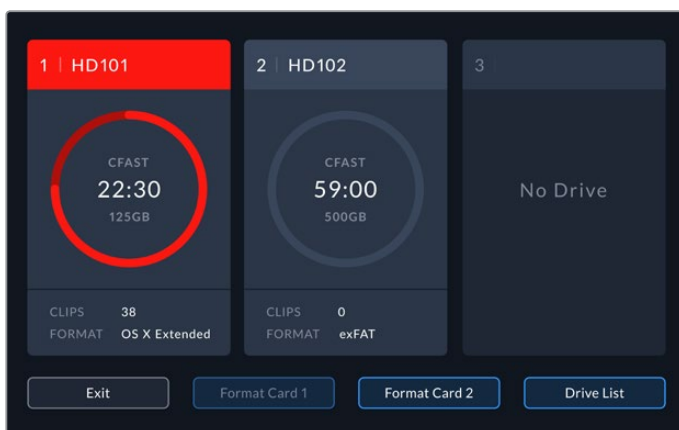 1 | HD101
CFAST
22:30
125GB
CLIPS 38
FORMAT OS X Extended
2 | HD102
CFAST
59:00
500GB
CLIPS 0
FORMAT exFAT
3
No Drive
Exit
Format Card 1
Format Card 2
Drive List